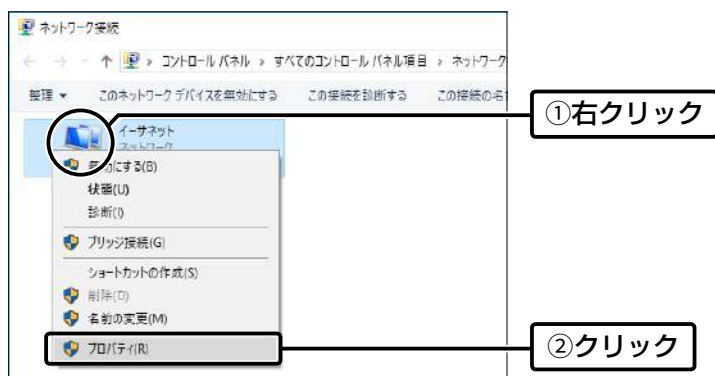 ネットワーク接続
コントロール パネル › すべてのコントロール パネル項目 › ネットワーク
整理 ▼ このネットワーク デバイスを無効にする この接続を診断する この接続の名
①右クリック
イーサネット
ネットワーク
無効にする(B)
状態(U)
診断(I)
ブリッジ接続(G)
ショートカットの作成(S)
削除(D)
名前の変更(M)
プロパティ(R)
②クリック